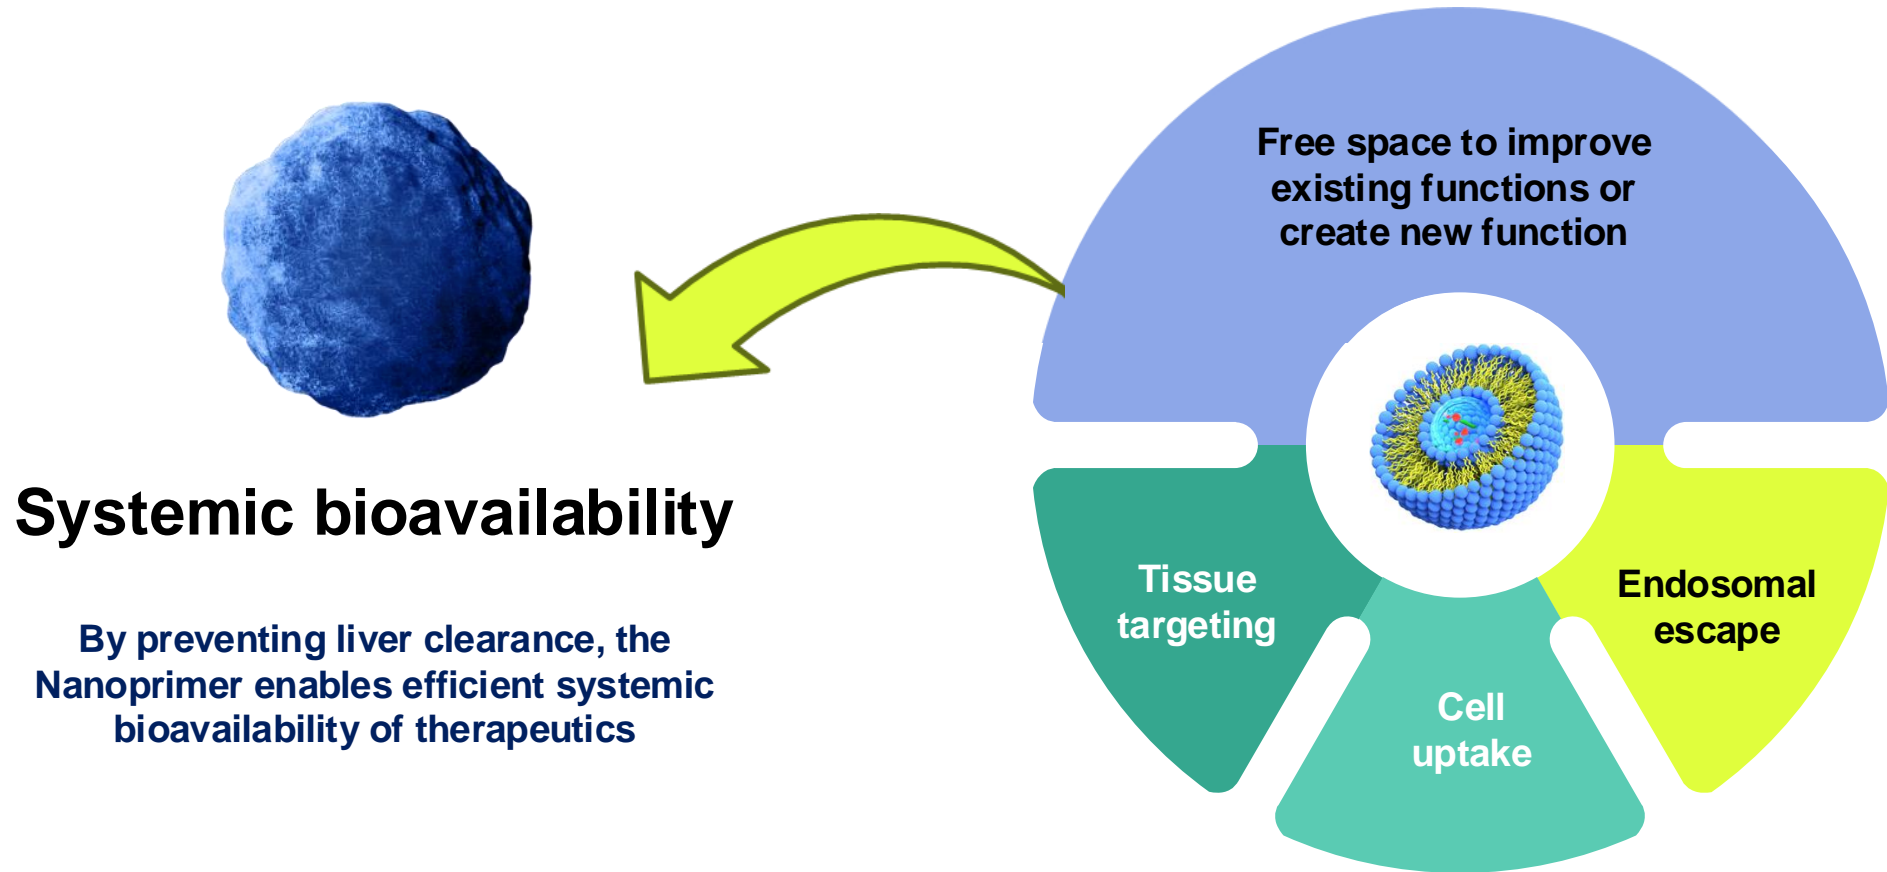 Systemic bioavailability
By preventing liver clearance, the
Nanoprimer enables efficient systemic
bioavailability of therapeutics
Free space to improve
existing functions or
create new function
Tissue
targeting
Cell
uptake
Endosomal
escape